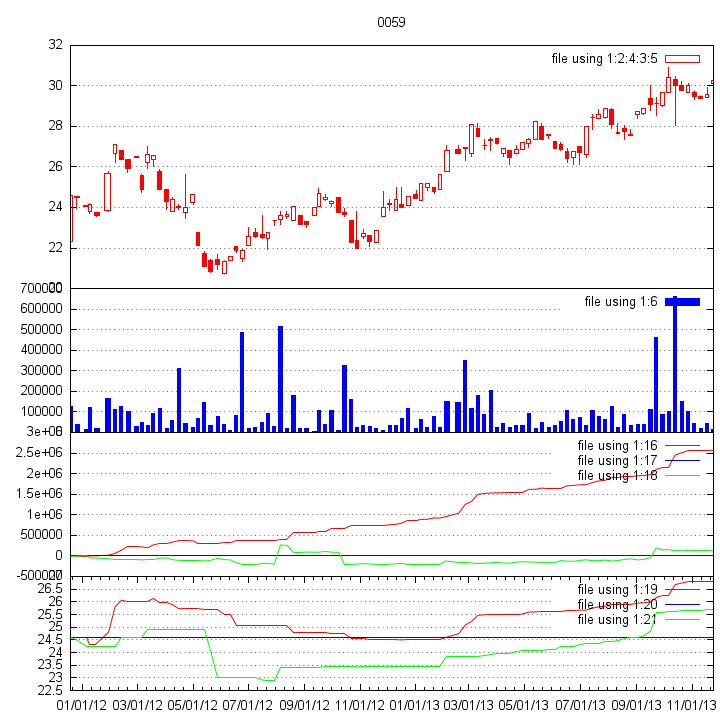 0059
32
file using 1:2:4:3:5
30
28
26
24
22
20
700000
file using 1:6
600000
500000
400000
300000
200000
100000
0
3e+06
file using 1:16
2.5e+06
file using 1:17
2e+06
file using 1:18
1.5e+06
1e+06
500000
0
-500000
27
26.5
file using 1:19
26
file using 1:20
25.5
file using 1:21
25
24.5
24
23.5
23
22.5
01/01/12 03/01/12 05/01/12 07/01/12 09/01/12 11/01/12 01/01/13 03/01/13 05/01/13 07/01/13 09/01/13 11/01/13